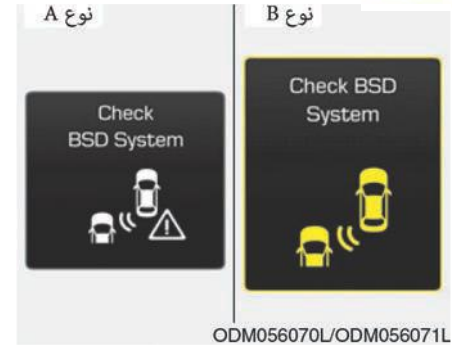 نوع A
نوع B
Check
BSD System
Check BSD
System
ODM056070L/ODM056071L